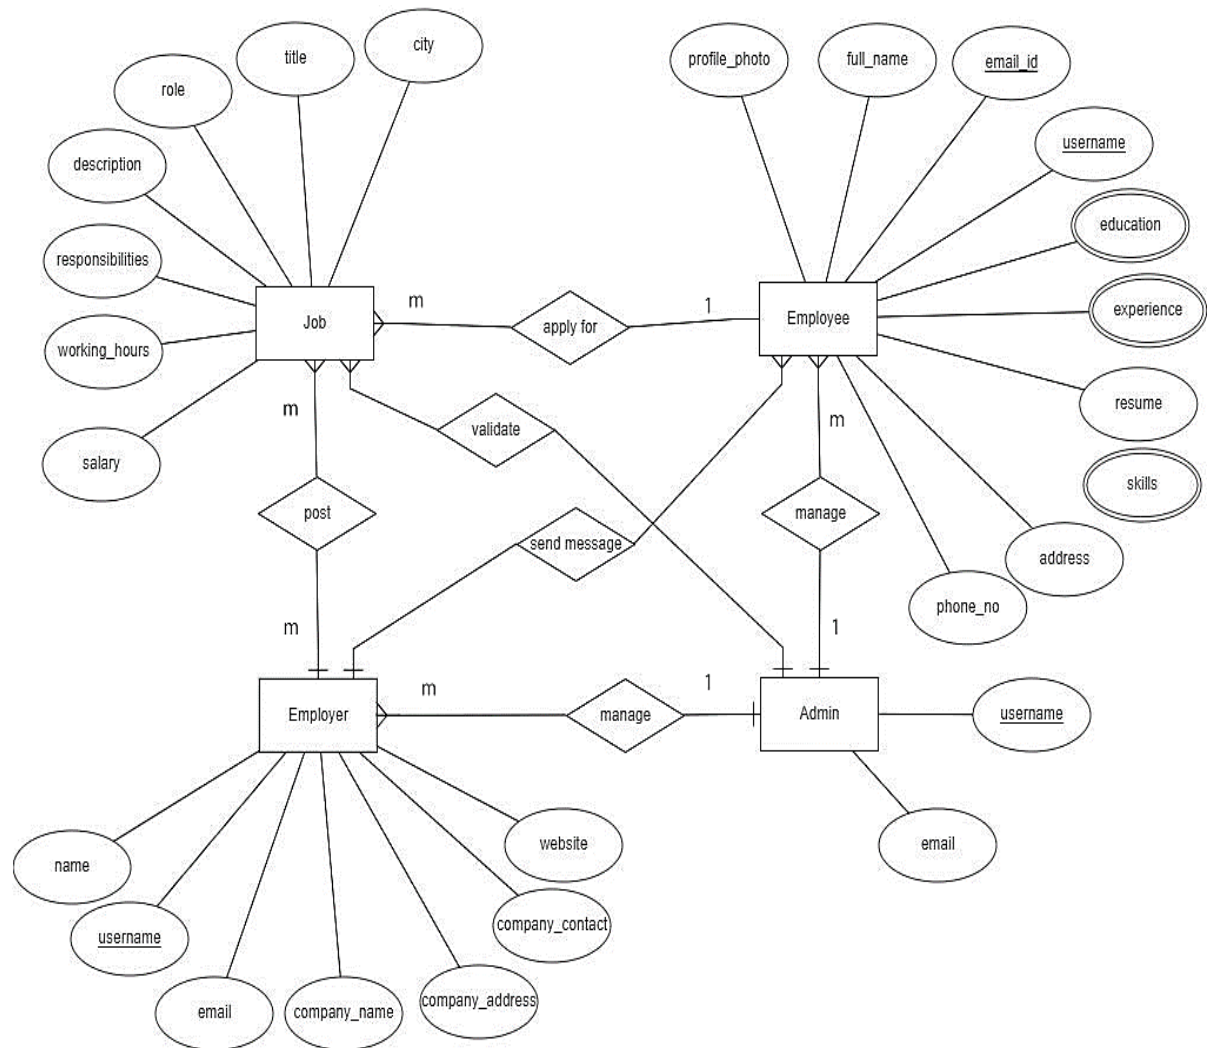 city
title
role
description
responsibilities
working_hours
salary
Job
profile_photo
full_name
email_id
username
education
experience
resume
skills
address
phone_no
Employee
m
apply for
1
m
validate
m
post
manage
send message
m
1
m
manage
1
Employer
Admin
username
email
name
username
email
company_name
company_address
company_contact
website